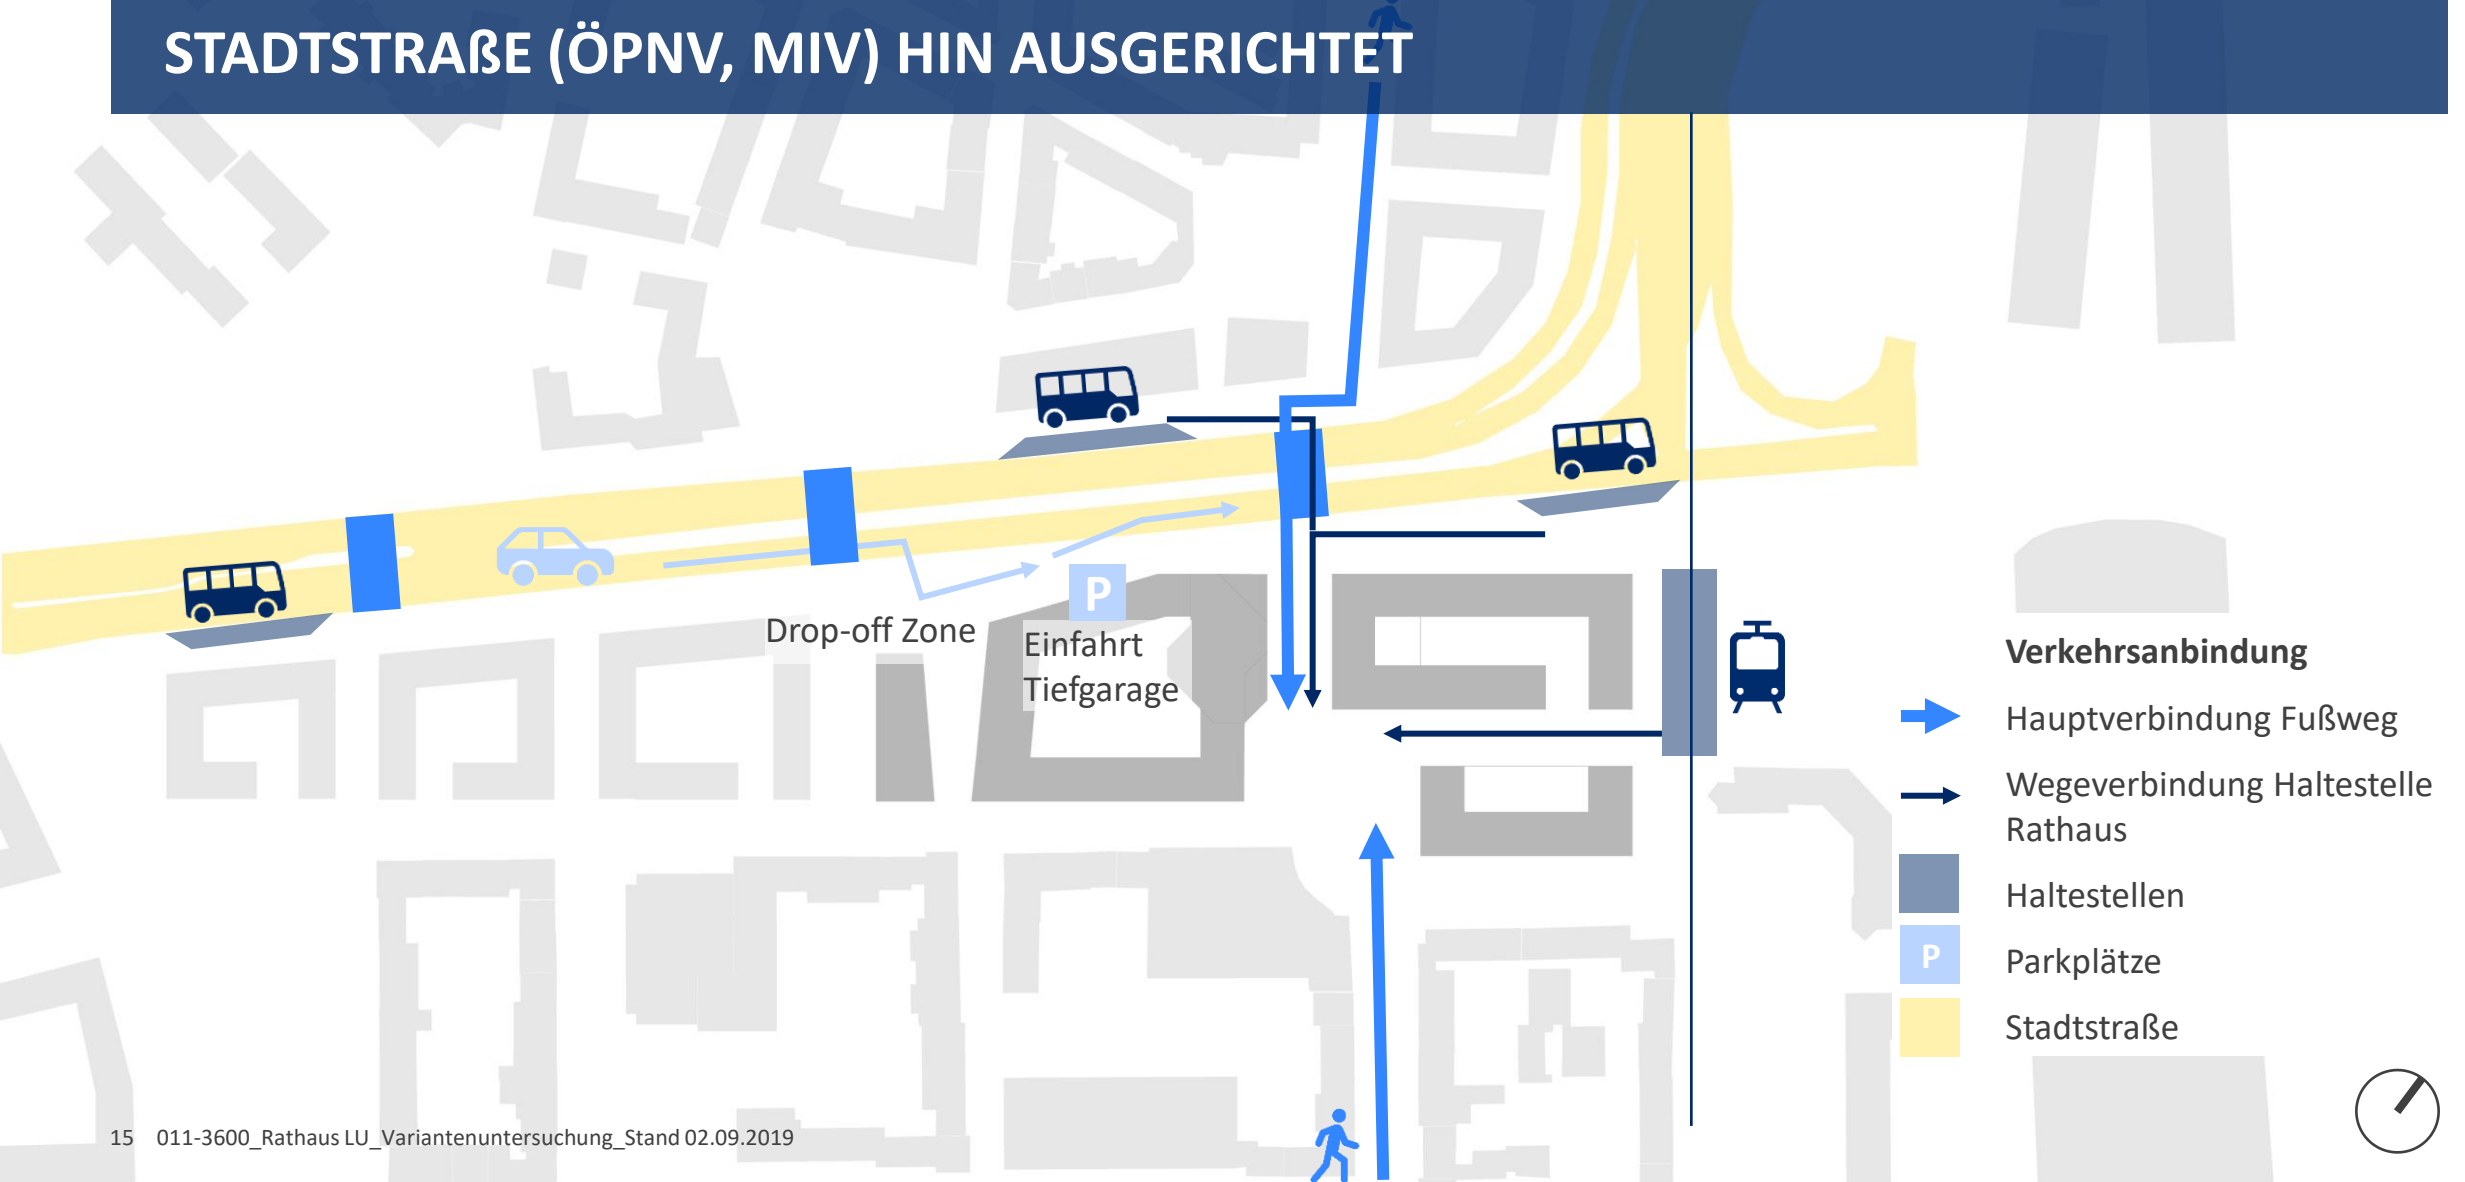 STADTSTRAßE (ÖPNV, MIV) HIN AUSGERICHTET
P
Drop-off Zone
Einfahrt
Tiefgarage
Verkehrsanbindung
Hauptverbindung Fußweg
Wegeverbindung Haltestelle
Rathaus
Haltestellen
P
Parkplätze
Stadtstraße
15 011-3600_Rathaus LU_Variantenuntersuchung_Stand 02.09.2019